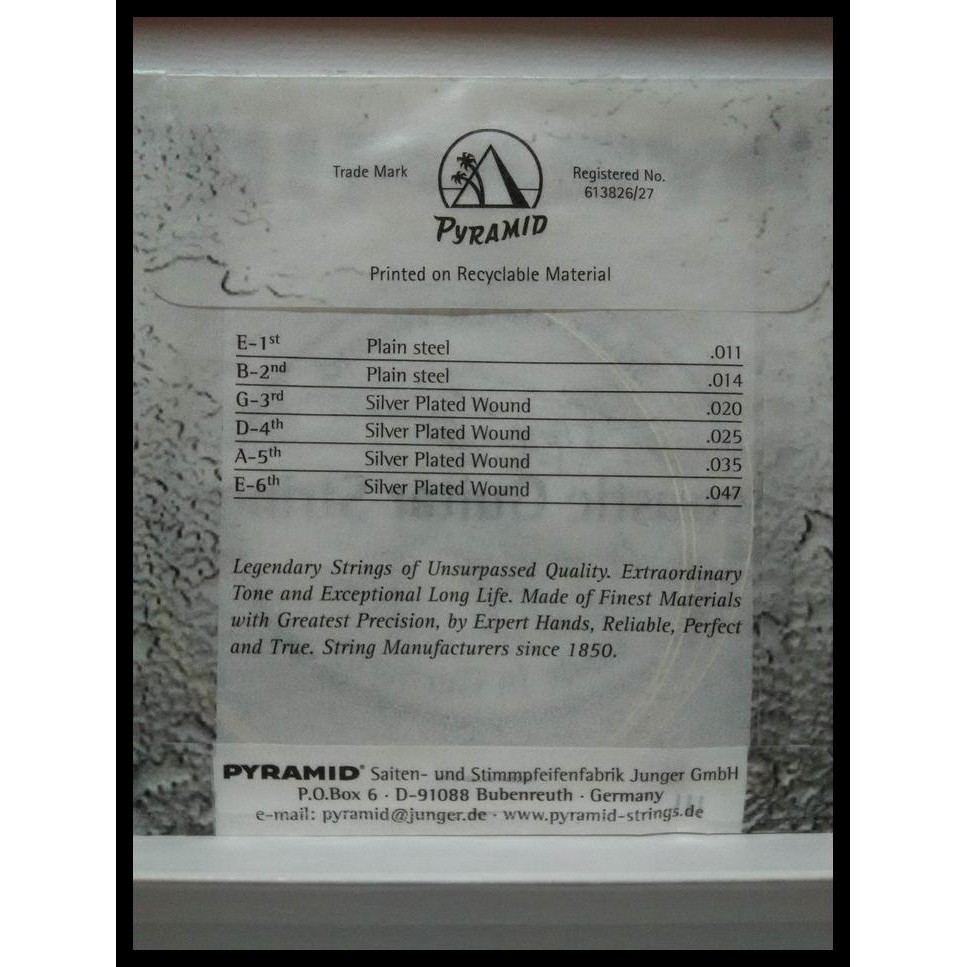 Trade Mark
Registered No.
613826/27
PYRAMID
Printed on Recyclable Material
E-1st Plain steel .011
B-2nd Plain steel .014
G-3rd Silver Plated Wound .020
D-4th Silver Plated Wound .025
A-5th Silver Plated Wound .035
E-6th Silver Plated Wound .047
Legendary Strings of Unsurpassed Quality. Extraordinary
Tone and Exceptional Long Life. Made of Finest Materials
with Greatest Precision, by Expert Hands, Reliable, Perfect
and True. String Manufacturers since 1850.
PYRAMID® Saiten- und Stimmpfeifenfabrik Junger GmbH
P.O.Box 6 · D-91088 Bubenreuth · Germany
e-mail: pyramid@junger.de · www.pyramid-strings.de